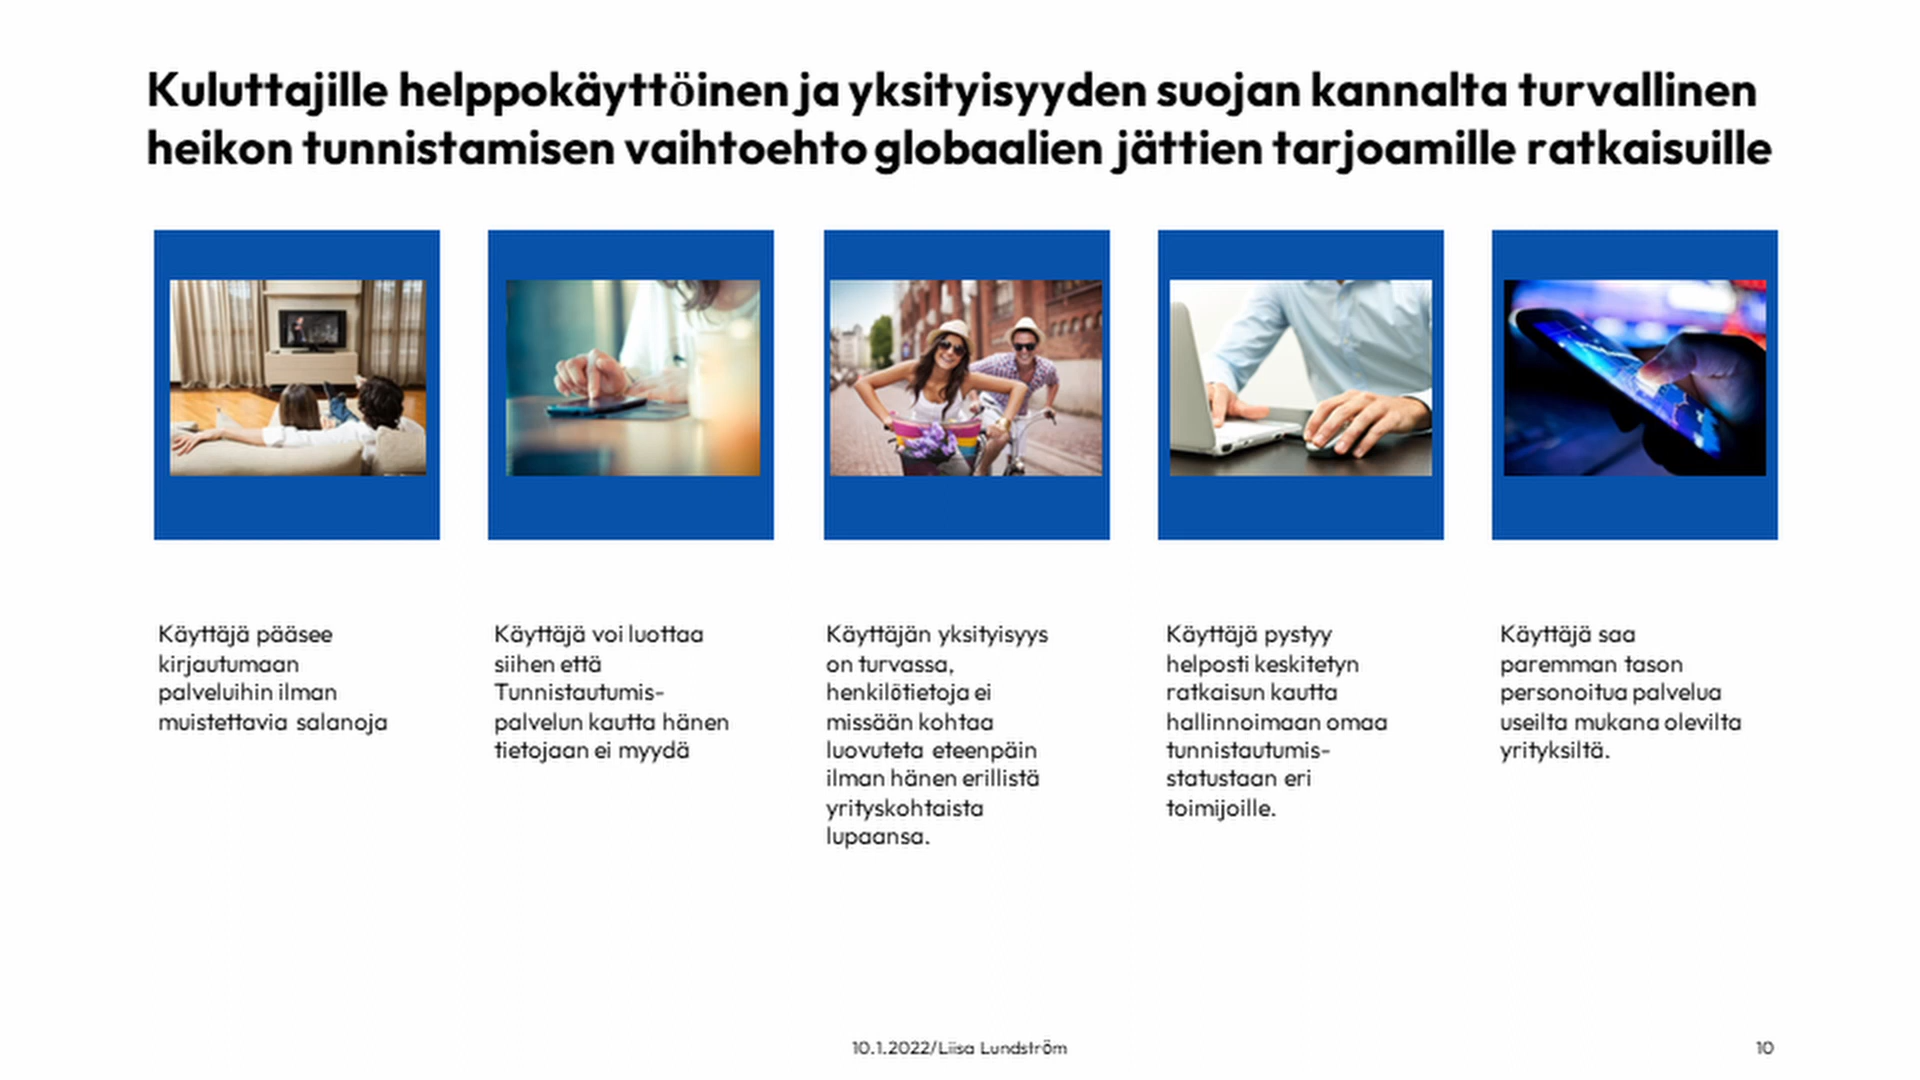 Kuluttajille helppokäyttöinen ja yksityisyyden suojan kannalta turvallinen
heikon tunnistamisen vaihtoehto globaalien jättien tarjoamille ratkaisuille
Käyttäjä pääsee
kirjautumaan
palveluihin ilman
muistettavia salanoja
Käyttäjä voi luottaa
siihen että
Tunnistautumis-
palvelun kautta hänen
tietojaan ei myydä
Käyttäjän yksityisyys
on turvassa,
henkilötietoja ei
missään kohtaa
luovuteta eteenpäin
ilman hänen erillistä
yrityskohtaista
lupaansa.
Käyttäjä pystyy
helposti keskitetyn
ratkaisun kautta
hallinnoimaan omaa
tunnistautumis-
statustaan eri
toimijoille.
Käyttäjä saa
paremman tason
personoitua palvelua
useilta mukana olevilta
yrityksiltä.
10.1.2022/Liisa Lundström
10